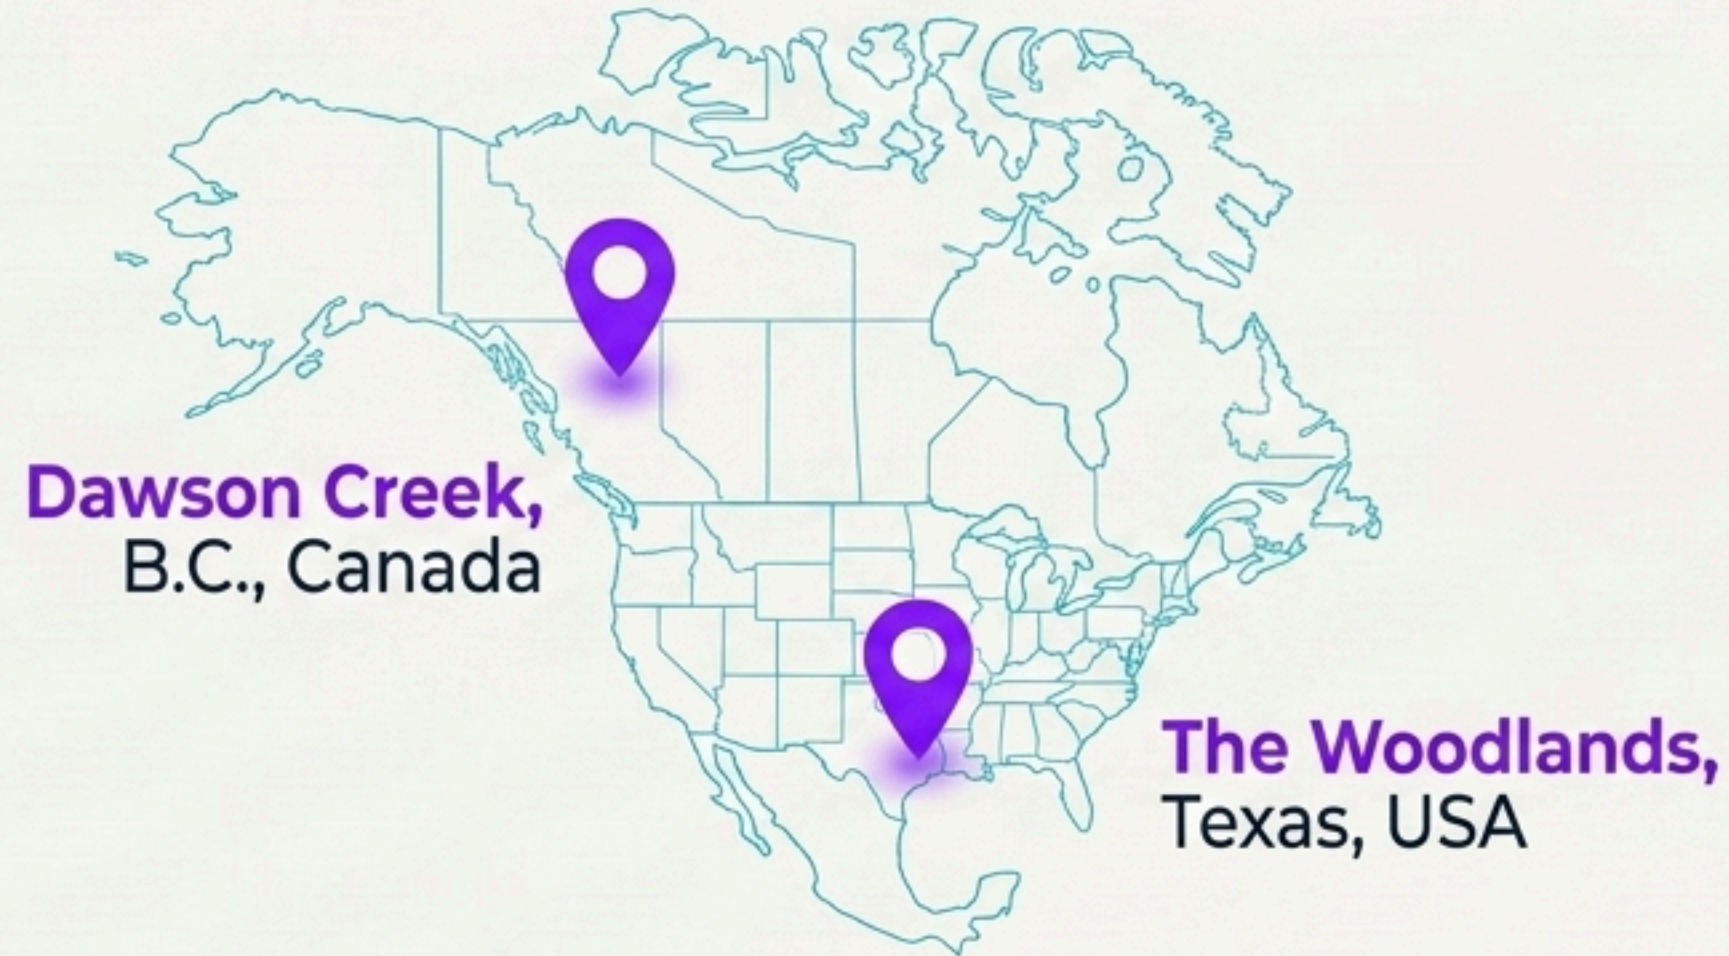 Dawson Creek,
B.C., Canada
The Woodlands,
Texas, USA